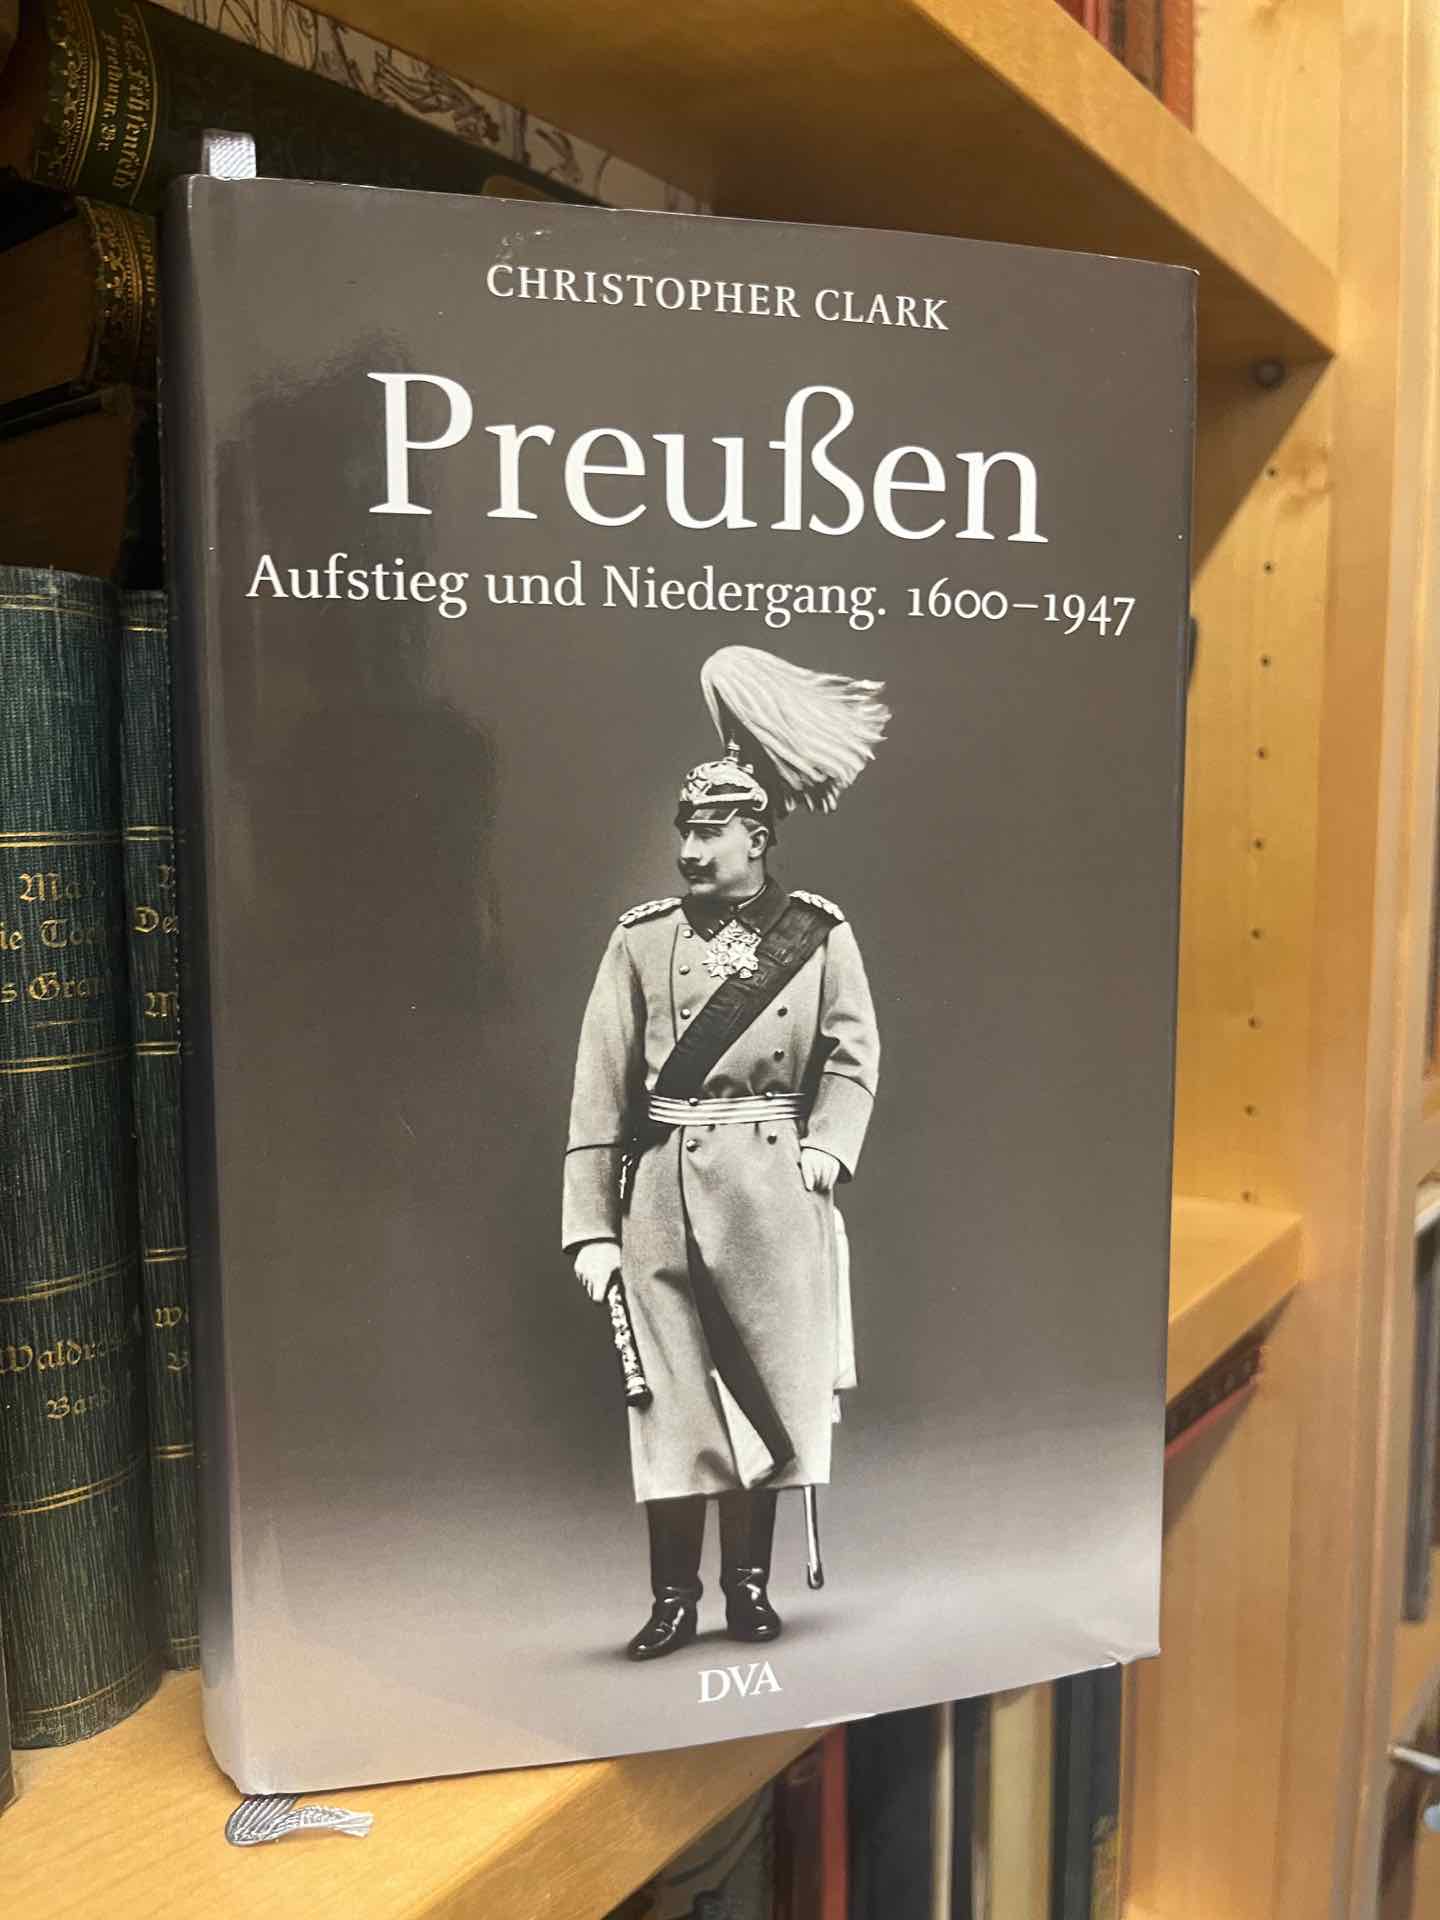 CHRISTOPHER CLARK
Preußen
Aufstieg und Niedergang. 1600–1947
DVA